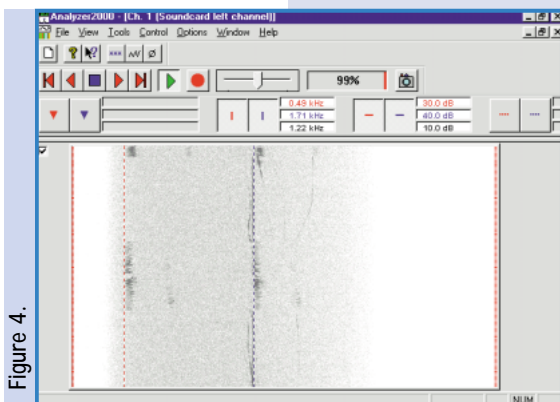 Analyzer2000 - [Ch. 1 (Soundcard left channel)]
File View Tools Control Options Window Help
99%
0.49 kHz 30.0 dB
1.71 kHz 40.0 dB
1.22 kHz 10.0 dB
NUM
Figure 4.